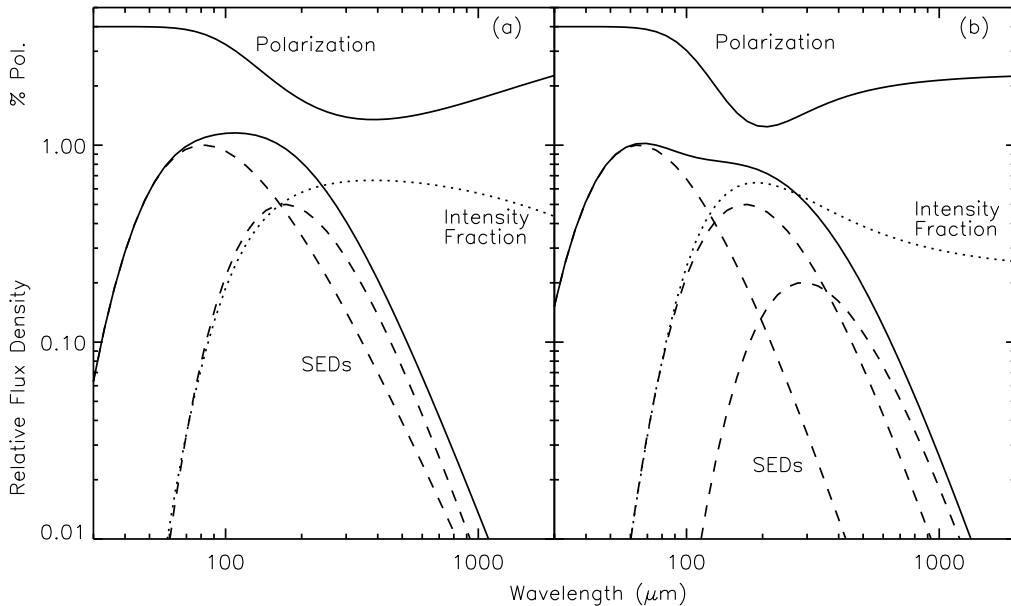 (a)
(b)
Polarization
Polarization
% Pol.
1.00
0.10
0.01
Intensity
Fraction
Intensity
Fraction
SEDs
SEDs
Relative Flux Density
100
1000
100
1000
Wavelength (μm)